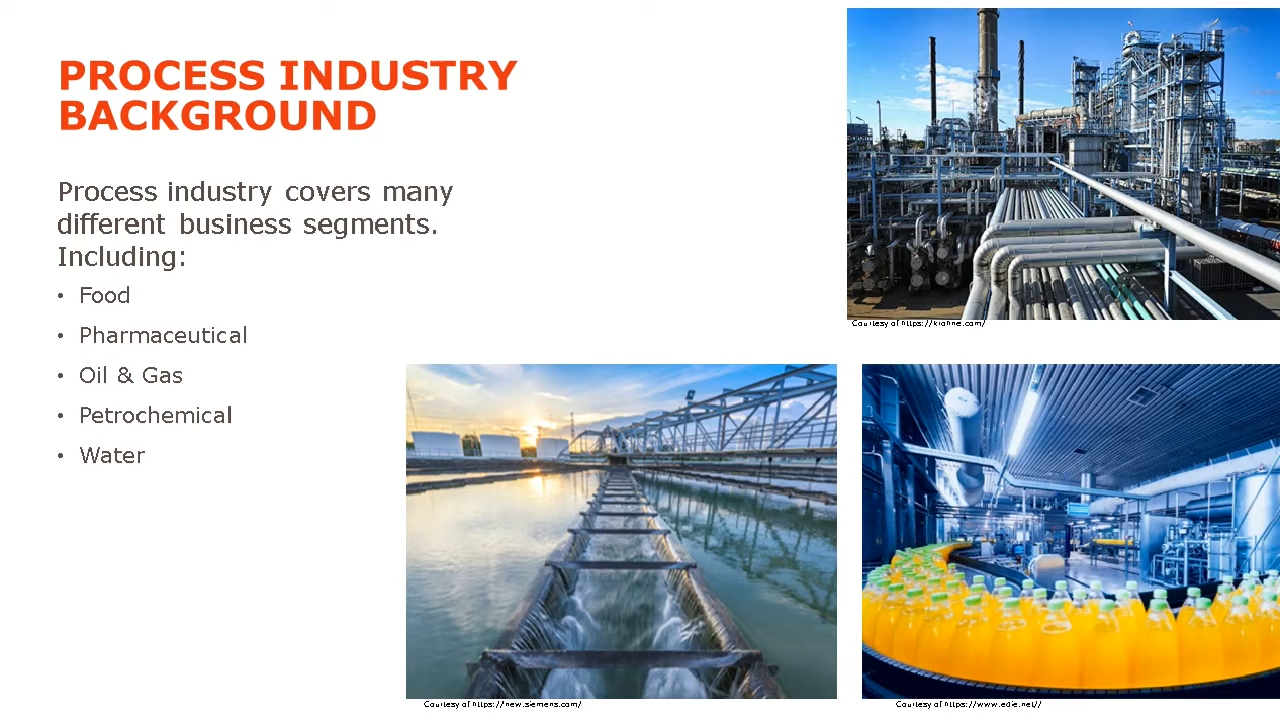 PROCESS INDUSTRY
BACKGROUND
Process industry covers many
different business segments.
Including:
• Food
• Pharmaceutical
• Oil & Gas
• Petrochemical
• Water
Courtesy of https://krohne.com/
Courtesy of https://new.siemens.com/
Courtesy of https://www.edie.net//